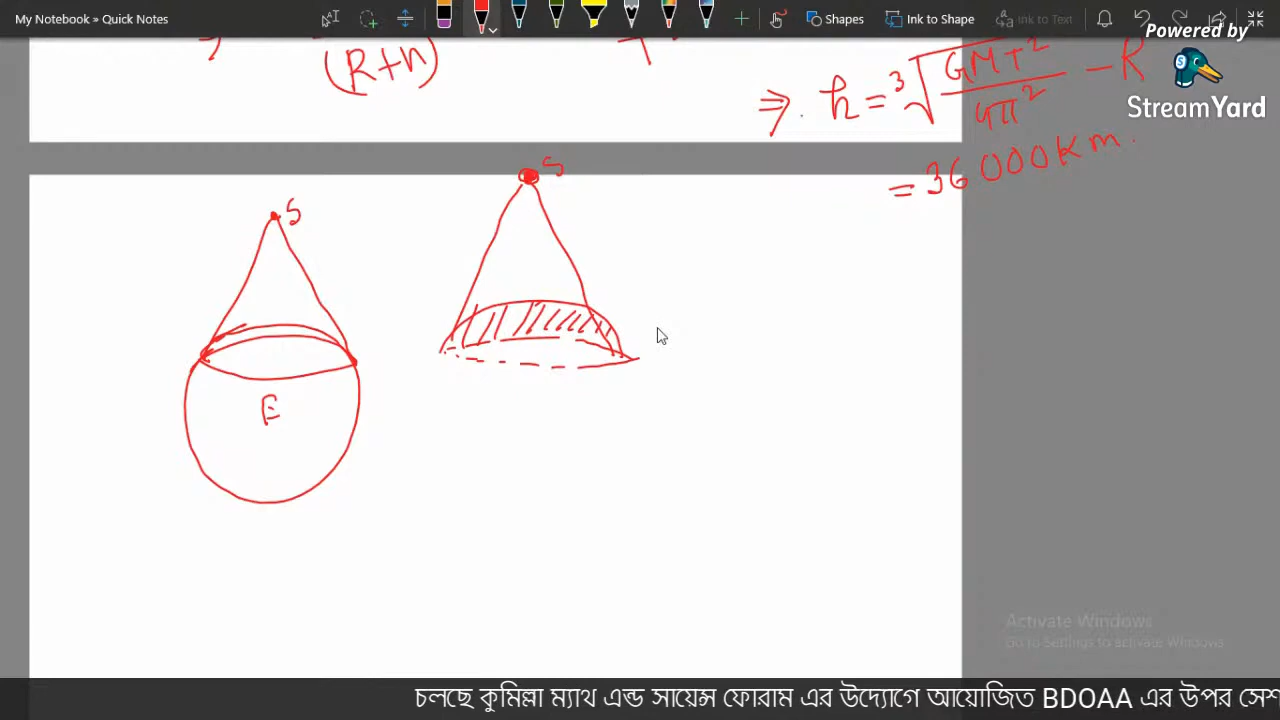 My Notebook » Quick Notes
Shapes
Ink to Shape
Ink to Text
Powered by
StreamYard
(R+h)
⇒ h = ³√(GMT²/4π²) – R
= 36000 Km.
S
S
E
Activate Windows
Go to Settings to activate Windows.
চলছে কুমিল্লা ম্যাথ এন্ড সায়েন্স ফোরাম এর উদ্যোগে আয়োজিত BDOAA এর উপর সেশ